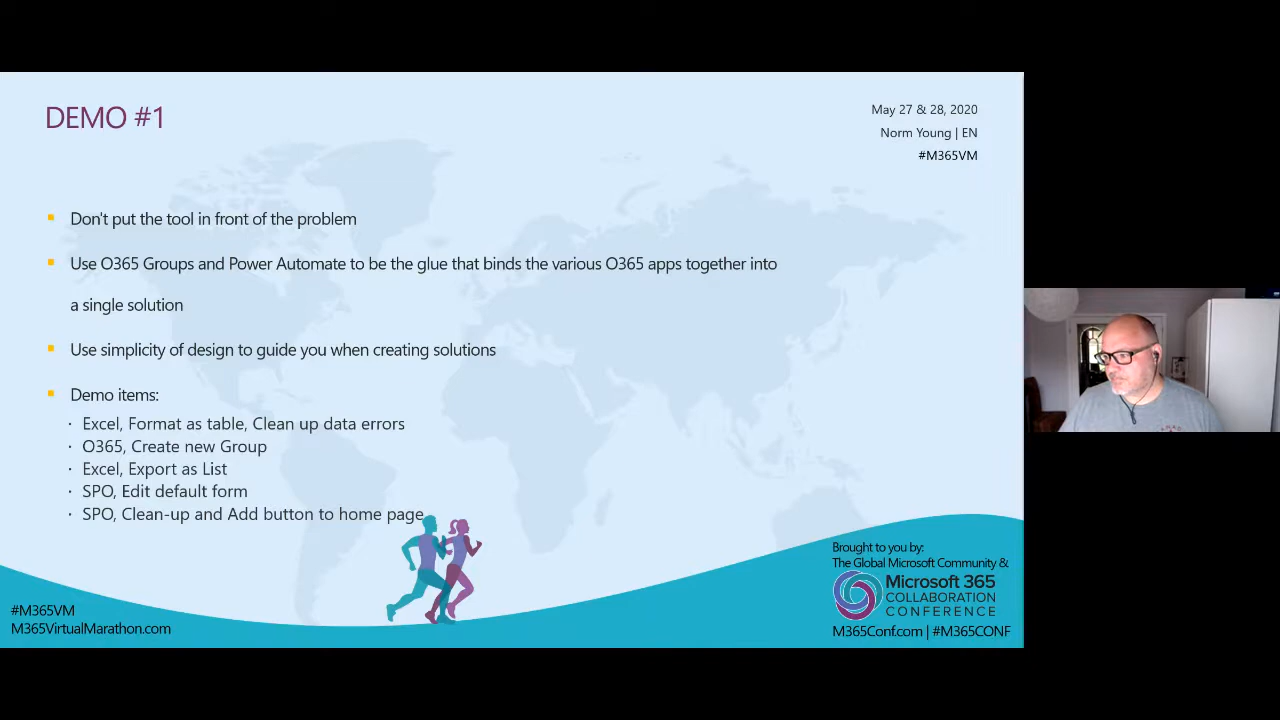 DEMO #1
May 27 & 28, 2020
Norm Young | EN
#M365VM
Don't put the tool in front of the problem
Use O365 Groups and Power Automate to be the glue that binds the various O365 apps together into
a single solution
Use simplicity of design to guide you when creating solutions
Demo items:
Excel, Format as table, Clean up data errors
O365, Create new Group
Excel, Export as List
SPO, Edit default form
SPO, Clean-up and Add button to home page
Brought to you by:
The Global Microsoft Community &
Microsoft 365
COLLABORATION
CONFERENCE
M365Conf.com | #M365CONF
#M365VM
M365VirtualMarathon.com